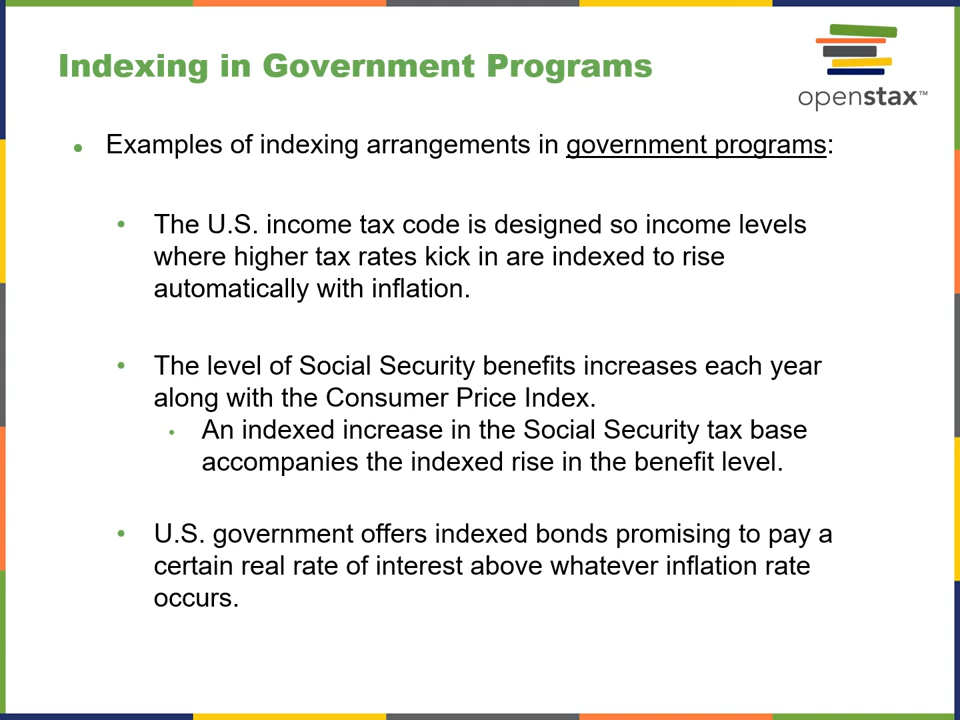 Indexing in Government Programs
openstax™
● Examples of indexing arrangements in government programs:
• The U.S. income tax code is designed so income levels
where higher tax rates kick in are indexed to rise
automatically with inflation.
• The level of Social Security benefits increases each year
along with the Consumer Price Index.
• An indexed increase in the Social Security tax base
accompanies the indexed rise in the benefit level.
• U.S. government offers indexed bonds promising to pay a
certain real rate of interest above whatever inflation rate
occurs.